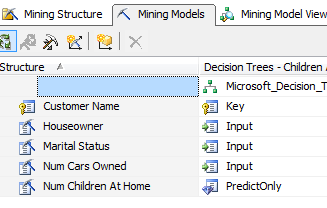 Mining Structure Mining Models Mining Model View
Structure Decision Trees - Children A
Microsoft_Decision_T
Customer Name Key
Houseowner Input
Marital Status Input
Num Cars Owned Input
Num Children At Home PredictOnly